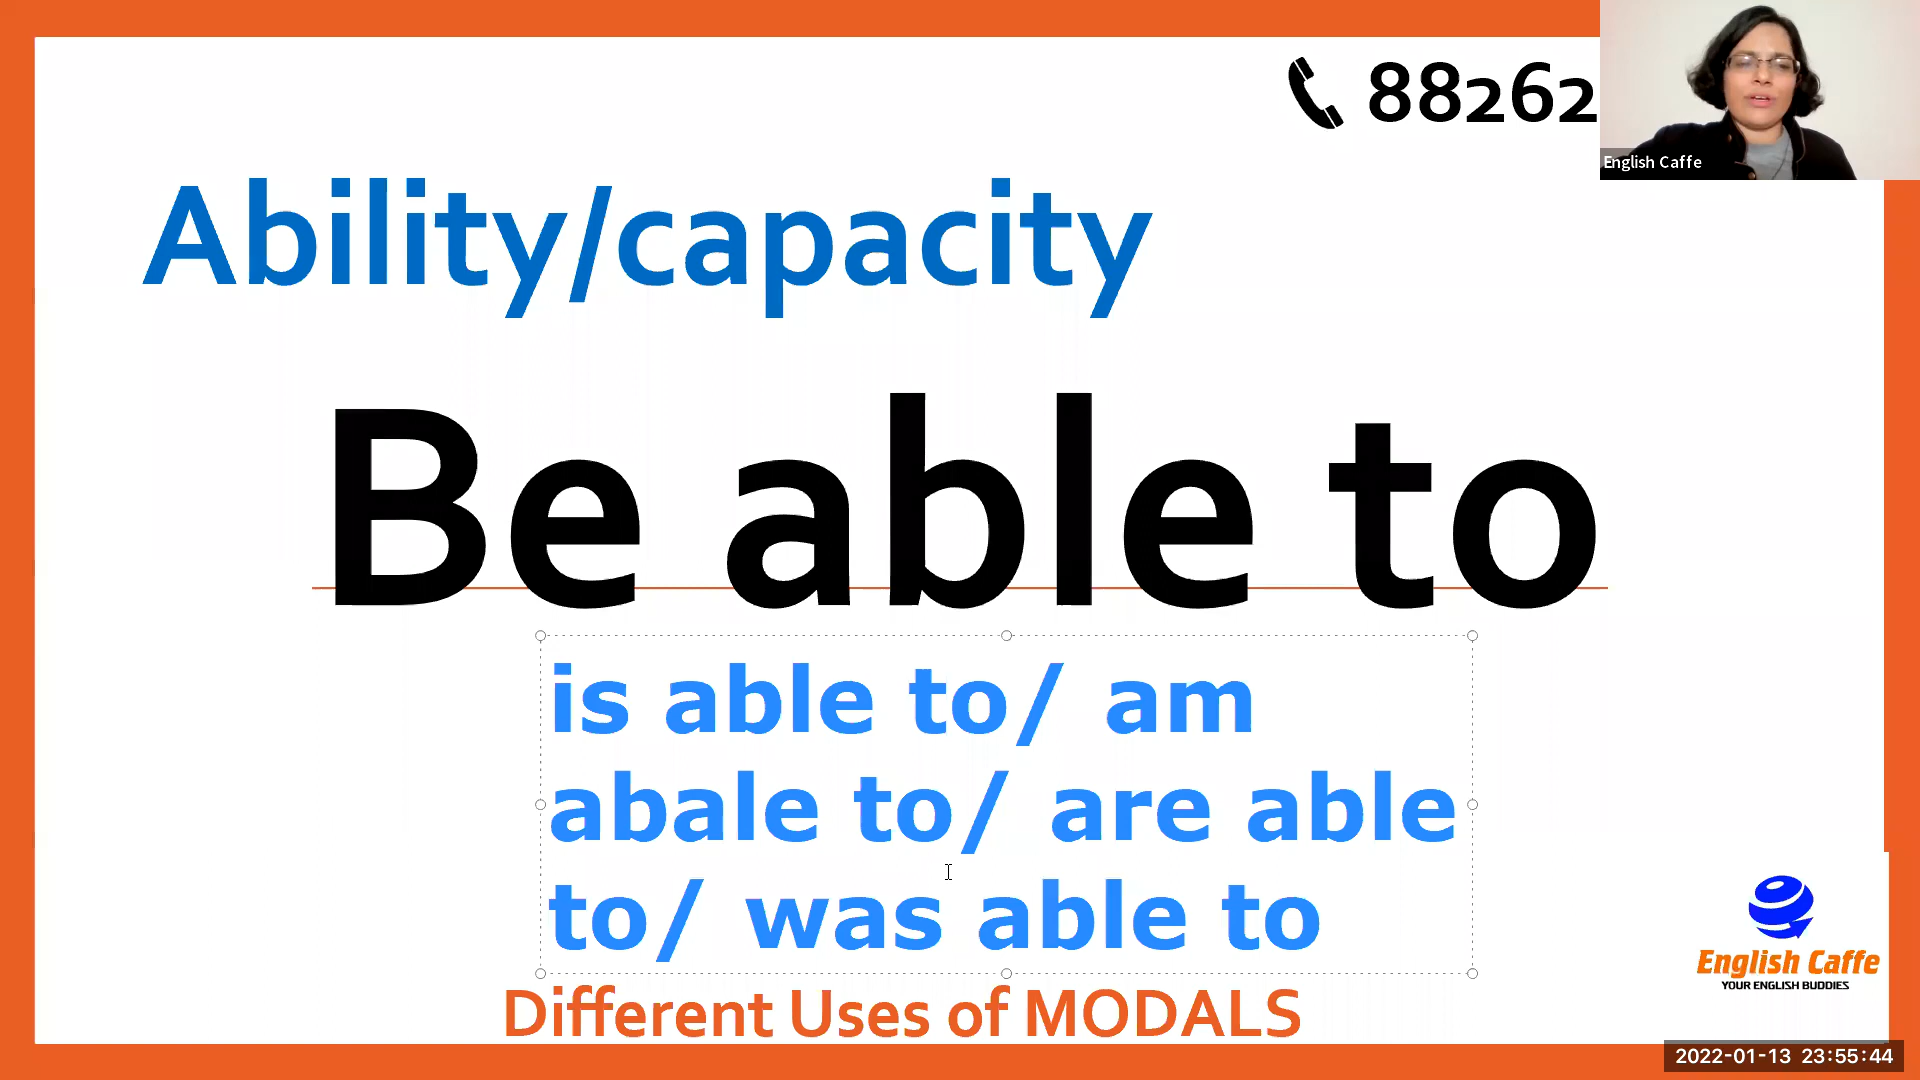 88262
English Caffe
Ability/capacity
Be able to
is able to/ am
abale to/ are able
to/ was able to
English Caffe
YOUR ENGLISH BUDDIES
Different Uses of MODALS
2022-01-13 23:55:44